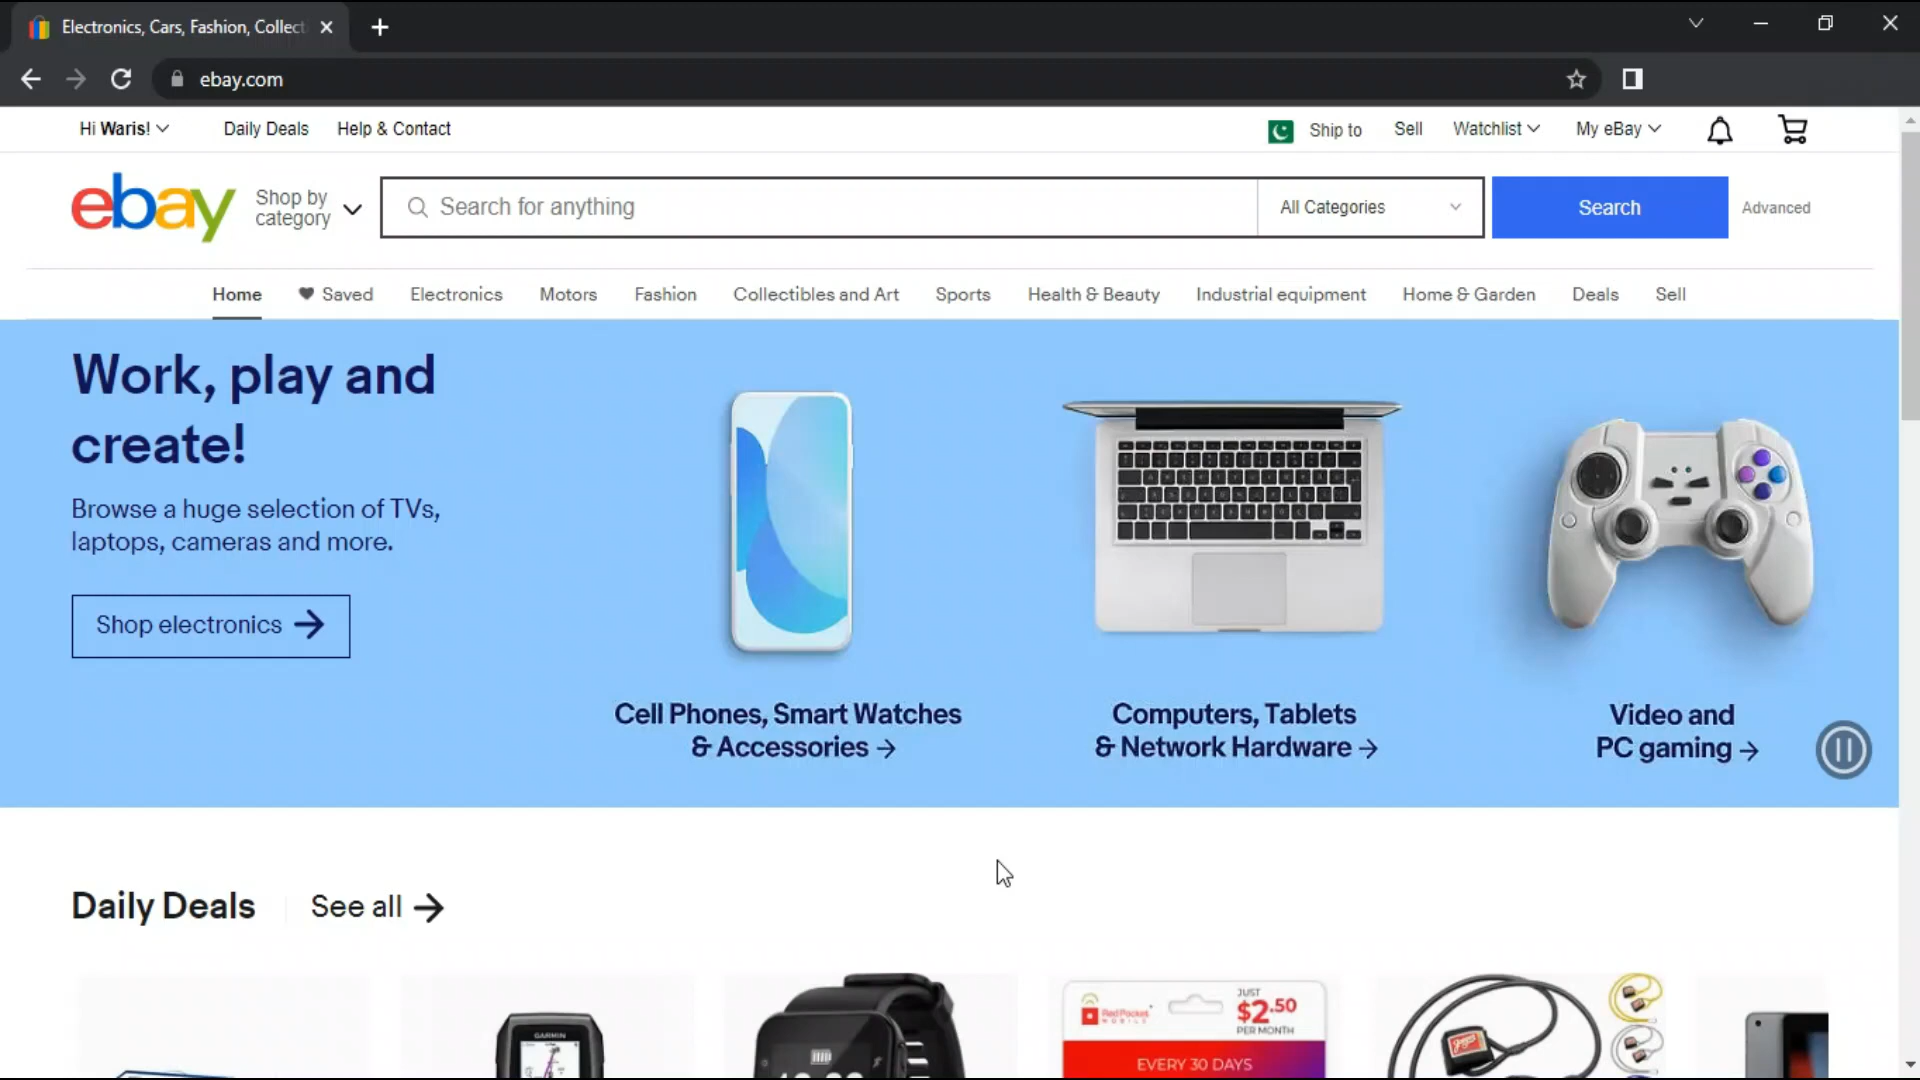 Electronics, Cars, Fashion, Collect
ebay.com
Hi Waris!
Daily Deals
Help & Contact
Ship to
Sell
Watchlist
My eBay
ebay
Shop by
category
Search for anything
All Categories
Search
Advanced
Home
Saved
Electronics
Motors
Fashion
Collectibles and Art
Sports
Health & Beauty
Industrial equipment
Home & Garden
Deals
Sell
Work, play and
create!
Browse a huge selection of TVs,
laptops, cameras and more.
Shop electronics
Cell Phones, Smart Watches
& Accessories
Computers, Tablets
& Network Hardware
Video and
PC gaming
Daily Deals
See all
GARMIN
RedPocket
MOBILE
JUST
$2.50
PER MONTH
EVERY 30 DAYS